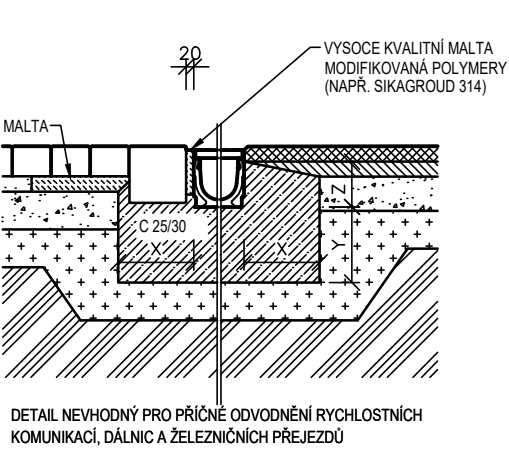 20
VYSOCE KVALITNÍ MALTA
MODIFIKOVANÁ POLYMERY
(NAPŘ. SIKAGROUD 314)
MALTA
C 25/30
X
X
Z
Y
DETAIL NEVHODNÝ PRO PŘÍČNÉ ODVODNĚNÍ RYCHLOSTNÍCH
KOMUNIKACÍ, DÁLNIC A ŽELEZNIČNÍCH PŘEJEZDŮ